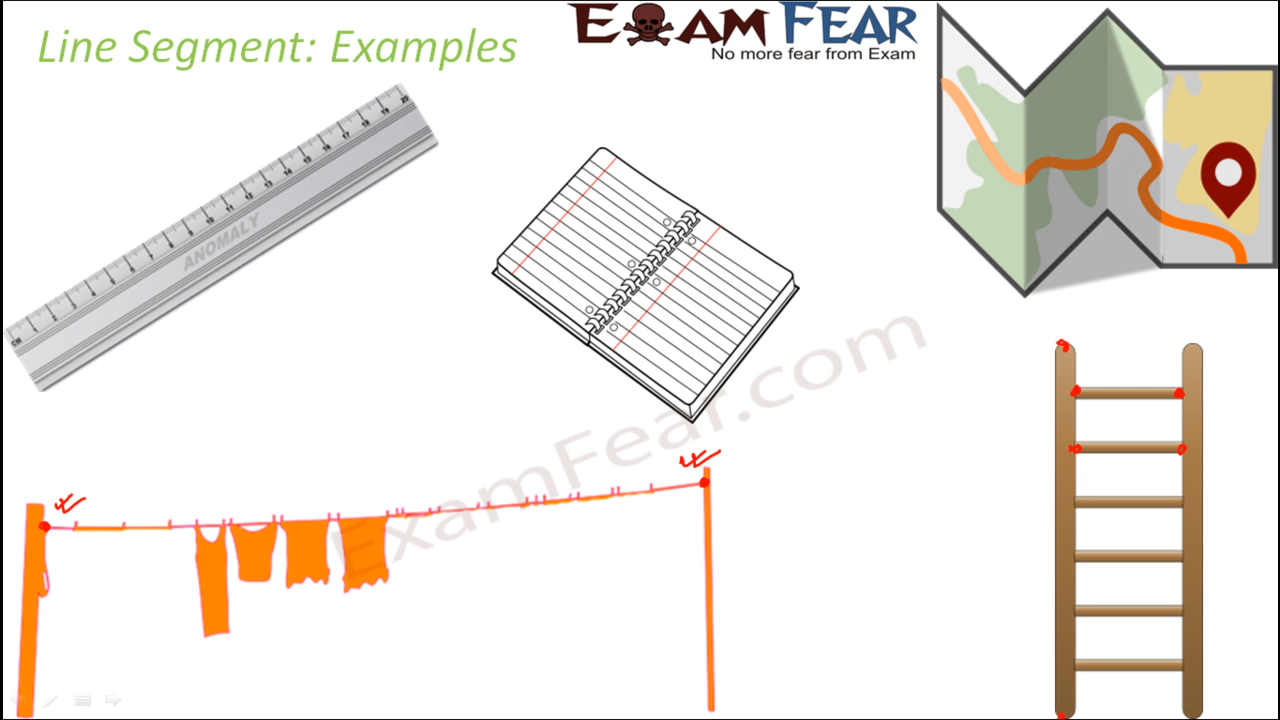 Line Segment: Examples
EXAM FEAR
No more fear from Exam
ANOMALY
ExamFear.com